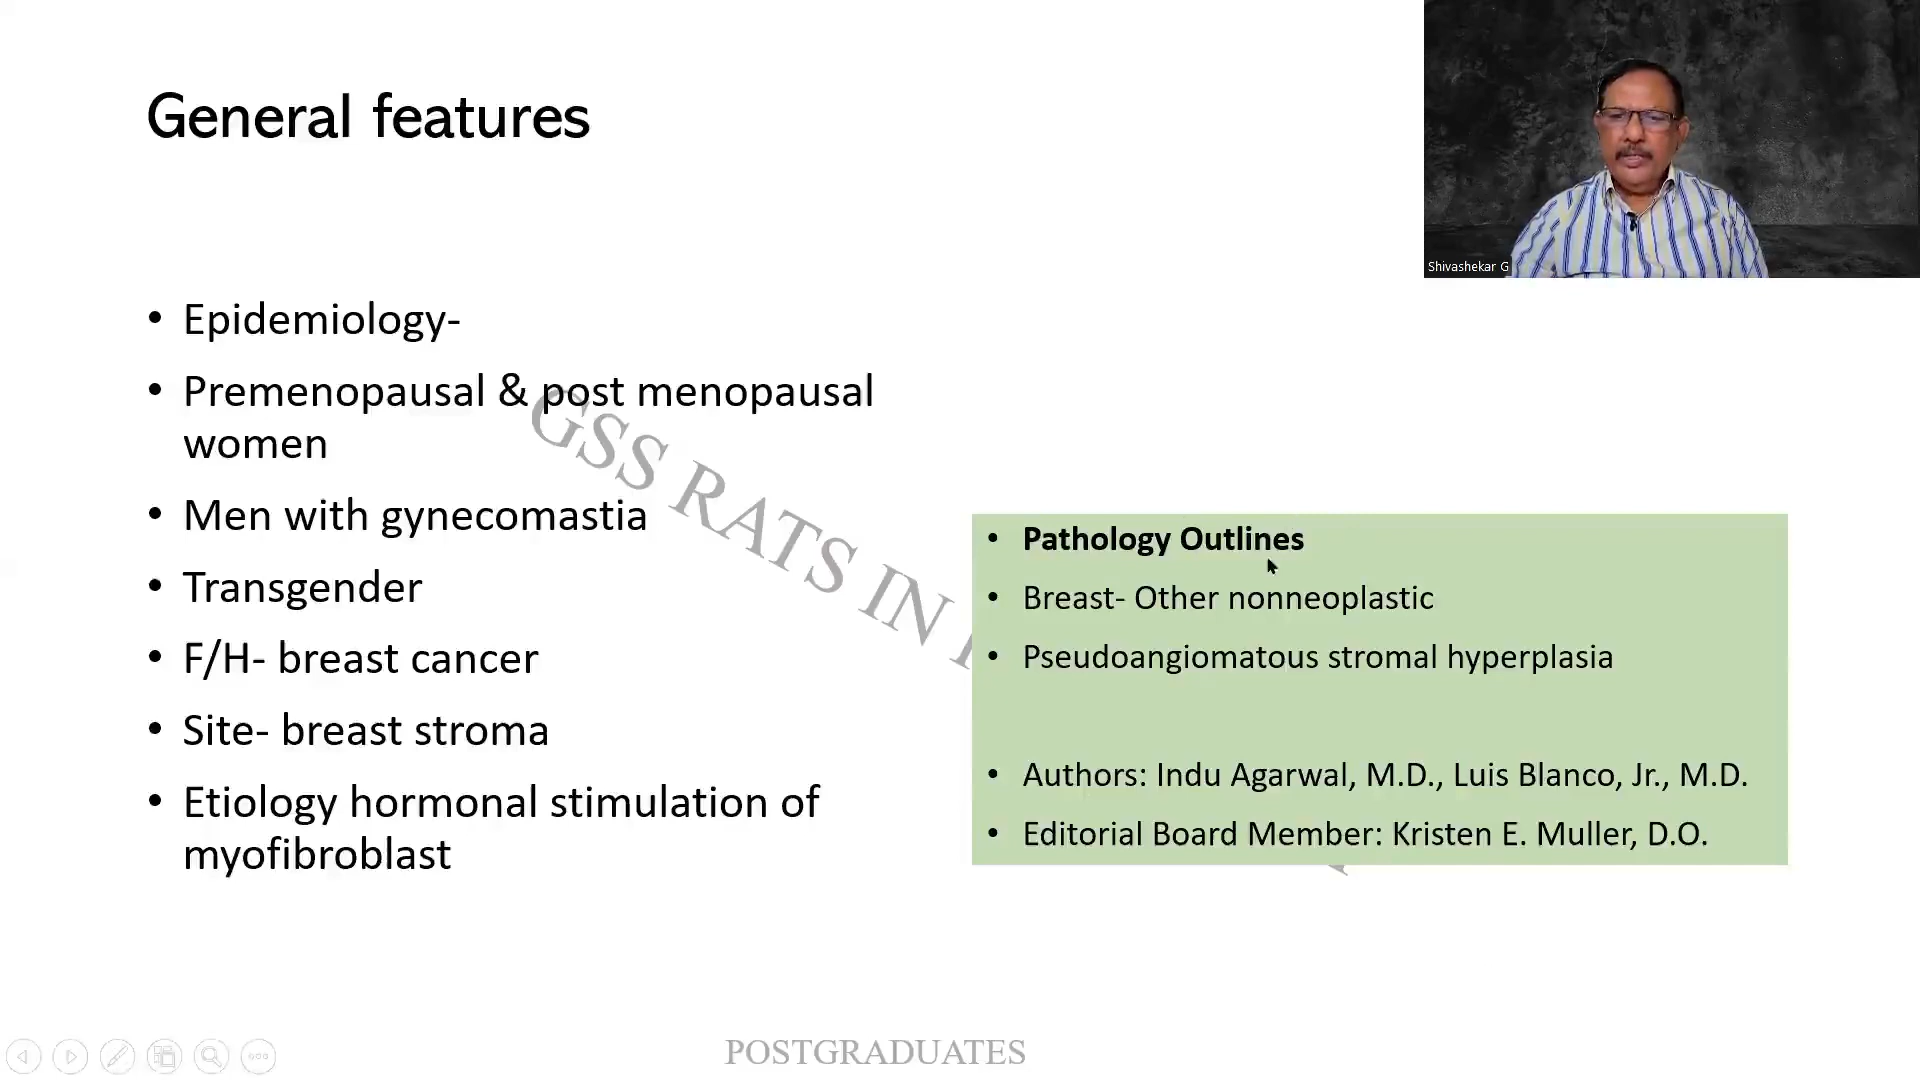 General features
Shivashekar G
• Epidemiology-
• Premenopausal & post menopausal
women
• Men with gynecomastia
• Transgender
• F/H- breast cancer
• Site- breast stroma
• Etiology hormonal stimulation of
myofibroblast
GSS RATS IN
• Pathology Outlines
• Breast- Other nonneoplastic
• Pseudoangiomatous stromal hyperplasia
• Authors: Indu Agarwal, M.D., Luis Blanco, Jr., M.D.
• Editorial Board Member: Kristen E. Muller, D.O.
POSTGRADUATES